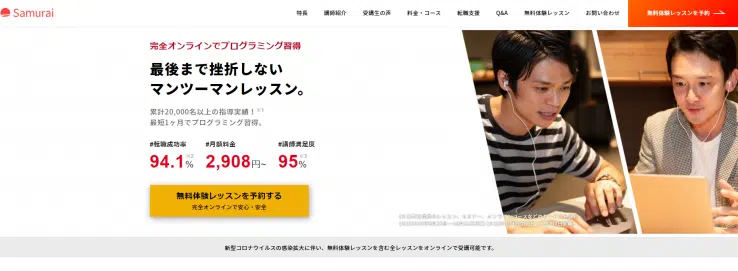 Samurai
特長 講師紹介 受講生の声 料金・コース 転職支援 Q&A 無料体験レッスン お問い合わせ 無料体験レッスンを予約
完全オンラインでプログラミング習得
最後まで挫折しない
マンツーマンレッスン。
累計20,000名以上の指導実績！
最短1ヶ月でプログラミング習得。
#転職成功率 #月額料金 #講師満足度
94.1% 2,908円~ 95%
無料体験レッスンを予約する
完全オンラインで安心・安全
新型コロナウイルスの感染拡大に伴い、無料体験レッスンを含む全レッスンをオンラインで受講可能です。